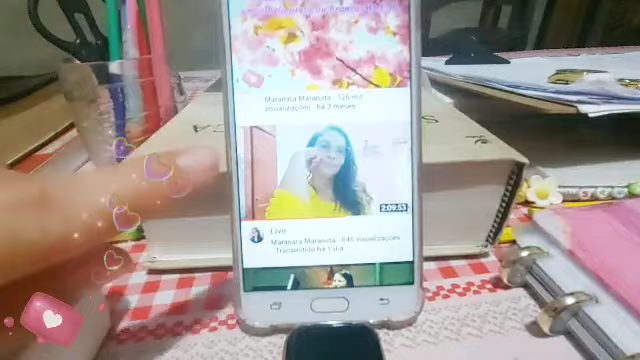 Maranata Maranata · 126 mil
visualizações · há 3 meses
2:09:53
Live
Maranata Maranata · 646 visualizações ·
Transmitido há 1 dia